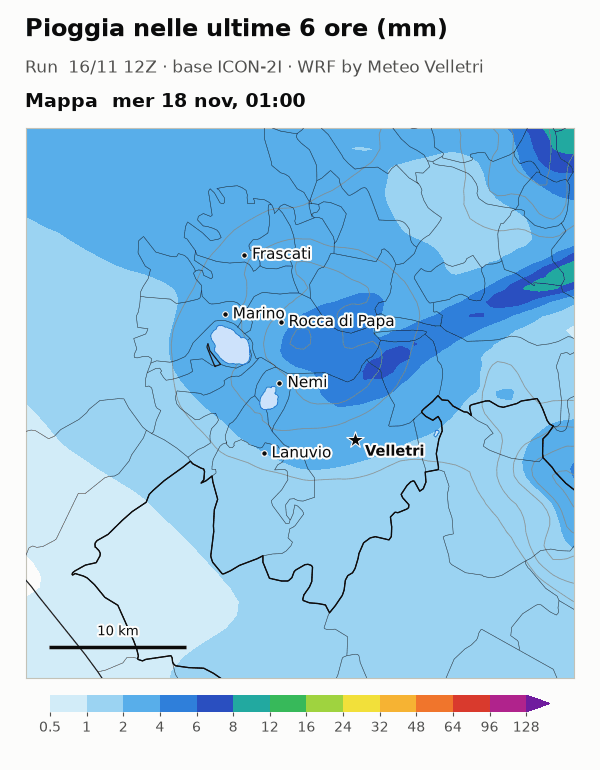 Pioggia nelle ultime 6 ore (mm)
Run  16/11 12Z · base ICON-2I · WRF by Meteo Velletri
Mappa  mer 18 nov, 01:00
Frascati
Marino
Rocca di Papa
Nemi
Velletri
Lanuvio
10 km
0.5 1 2 4 6 8 12 16 24 32 48 64 96 128